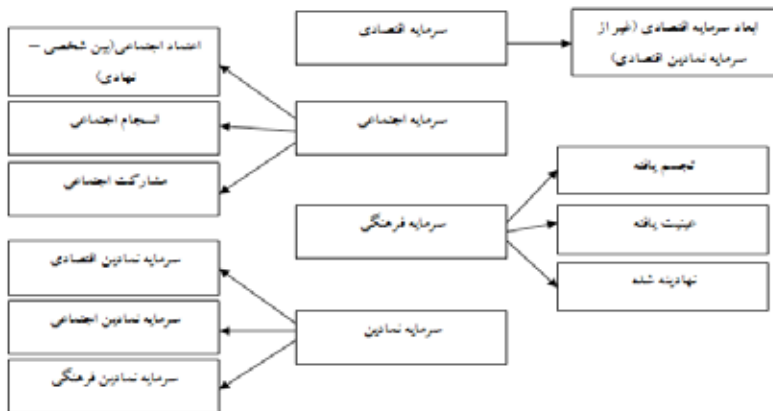 ابعاد سرمایه اقتصادی (غیر از
سرمایه نمادین اقتصادی)
سرمایه اقتصادی
اعتماد اجتماعی(بین شخصی –
نهادی)
سرمایه اجتماعی
انسجام اجتماعی
مشارکت اجتماعی
تجسم یافته
سرمایه فرهنگی
عینیت یافته
نهادینه شده
سرمایه نمادین اقتصادی
سرمایه نمادین
سرمایه نمادین اجتماعی
سرمایه نمادین فرهنگی